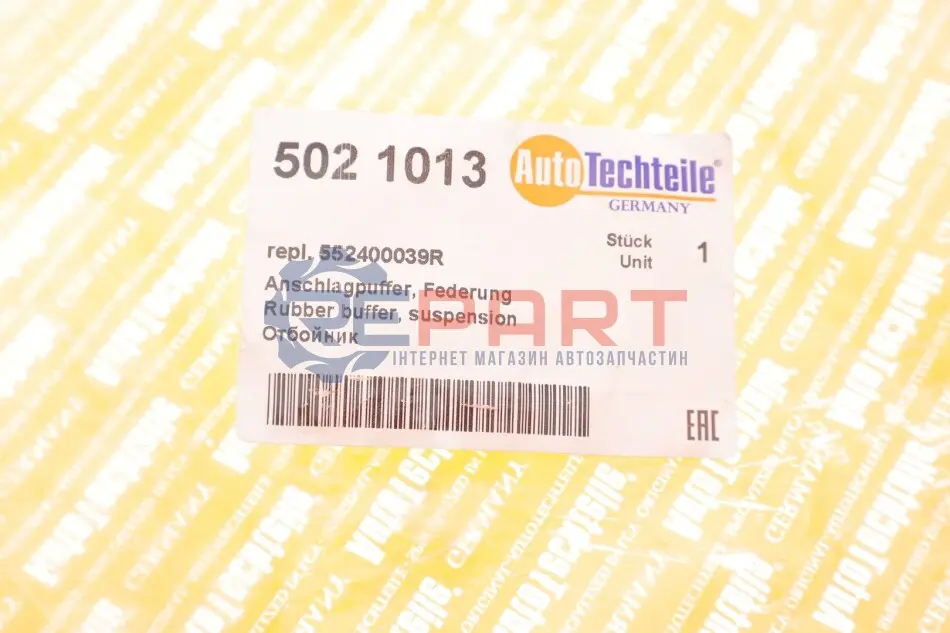 502 1013
AutoTechteile®
GERMANY
repl. 552400039R
Stück
Unit
1
Anschlagpuffer, Federung
Rubber buffer, suspension
Отбойник
EPART
ІНТЕРНЕТ МАГАЗИН АВТОЗАПЧАСТИН
EAC